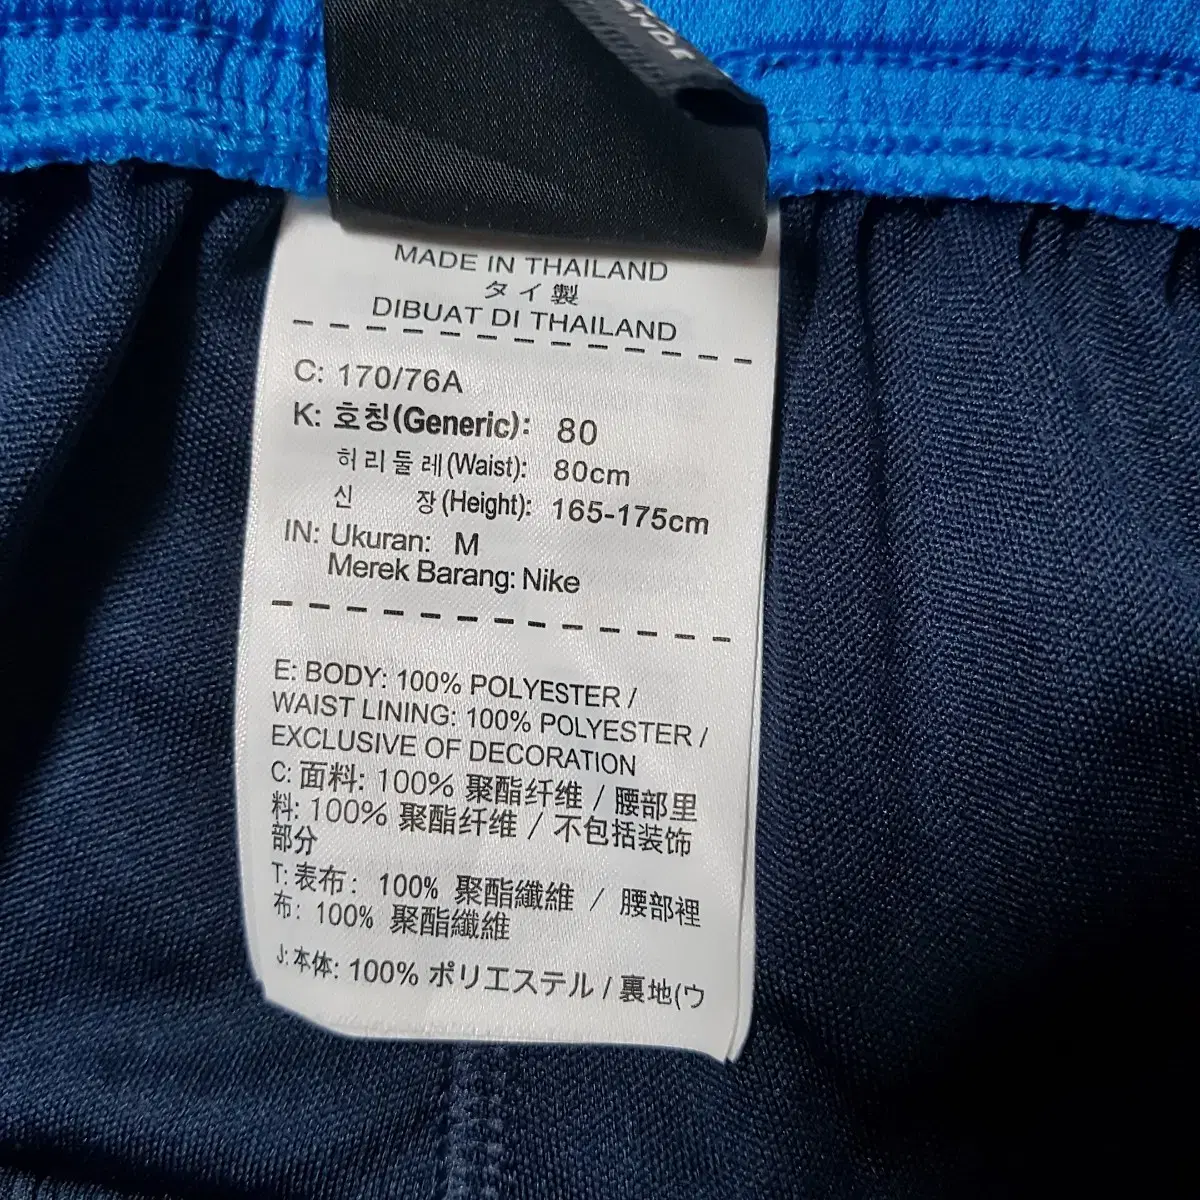 ANDE
MADE IN THAILAND
タイ製
DIBUAT DI THAILAND
C: 170/76A
K: 호칭(Generic): 80
허리둘레(Waist): 80cm
신 장(Height): 165-175cm
IN: Ukuran: M
Merek Barang: Nike
E: BODY: 100% POLYESTER /
WAIST LINING: 100% POLYESTER /
EXCLUSIVE OF DECORATION
C: 面料: 100% 聚酯纤维 / 腰部里
料: 100% 聚酯纤维 / 不包括装饰
部分
T: 表布: 100% 聚酯纖維 / 腰部裡
布: 100% 聚酯纖維
J: 本体: 100% ポリエステル / 裏地(ウ